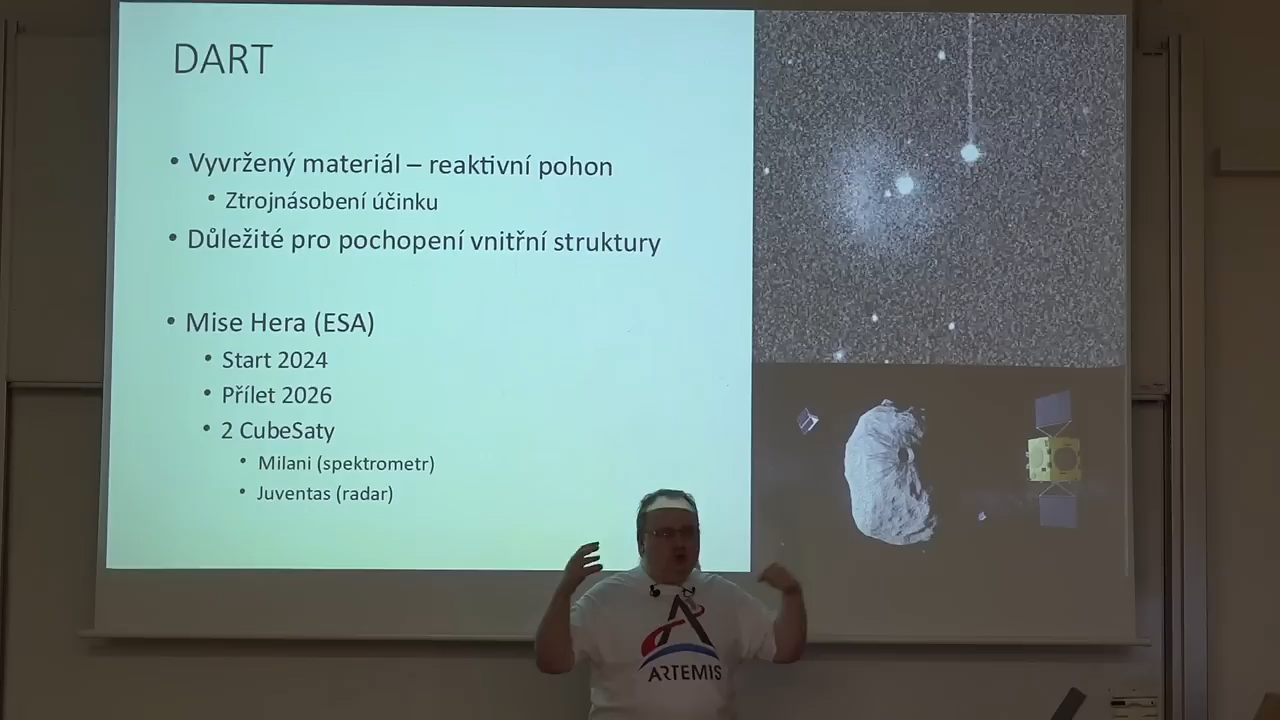 DART
• Vyvržený materiál – reaktivní pohon
• Ztrojnásobení účinku
• Důležité pro pochopení vnitřní struktury
• Mise Hera (ESA)
• Start 2024
• Přílet 2026
• 2 CubeSaty
• Milani (spektrometr)
• Juventas (radar)
ARTEMIS